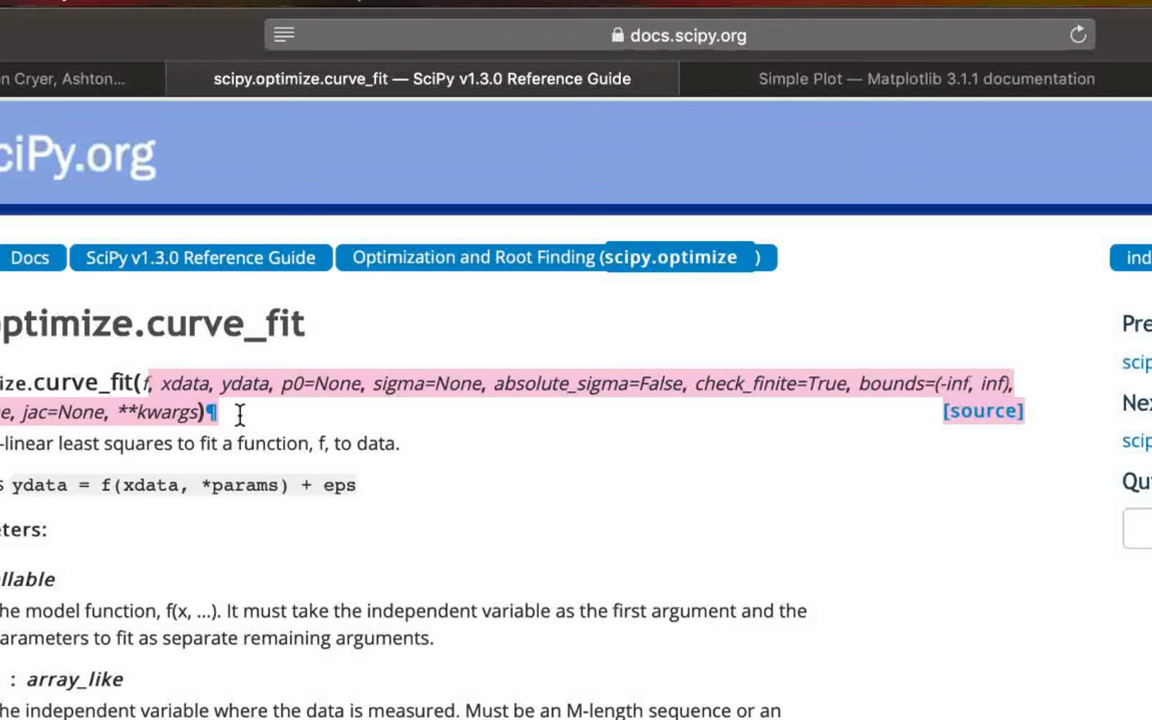 docs.scipy.org
n Cryer, Ashton...
scipy.optimize.curve_fit — SciPy v1.3.0 Reference Guide
Simple Plot — Matplotlib 3.1.1 documentation
ciPy.org
Docs
SciPy v1.3.0 Reference Guide
Optimization and Root Finding (scipy.optimize )
ind
optimize.curve_fit
ize.curve_fit(f, xdata, ydata, p0=None, sigma=None, absolute_sigma=False, check_finite=True, bounds=(-inf, inf),
e, jac=None, **kwargs)¶
[source]
-linear least squares to fit a function, f, to data.
s ydata = f(xdata, *params) + eps
eters:
allable
he model function, f(x, ...). It must take the independent variable as the first argument and the
arameters to fit as separate remaining arguments.
: array_like
he independent variable where the data is measured. Must be an M-length sequence or an
Pre
scip
Nex
scip
Qu